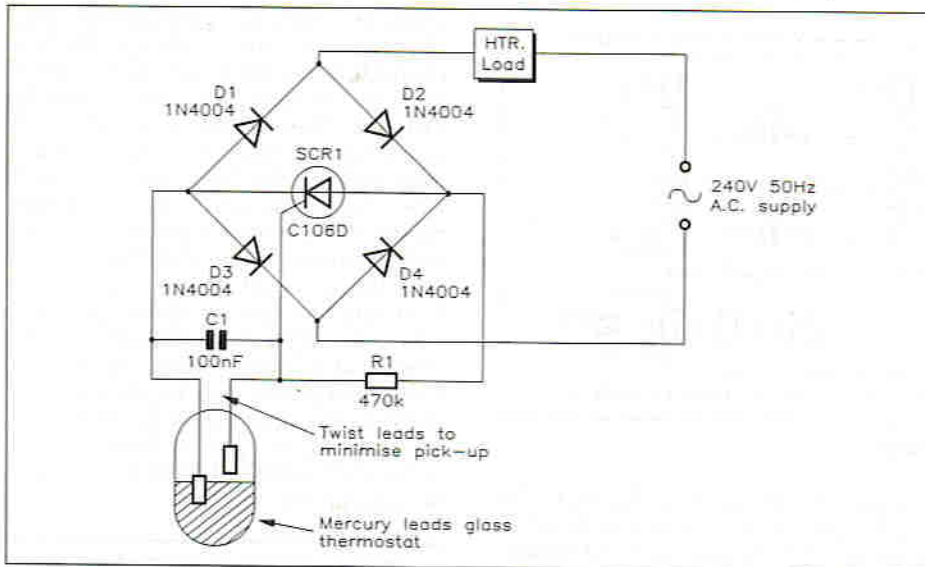 HTR.
Load
D1
1N4004
D2
1N4004
SCR1
240V 50Hz
A.C. supply
C106D
D3
1N4004
D4
1N4004
C1
100nF
R1
470k
Twist leads to
minimise pick-up
Mercury leads glass
thermostat